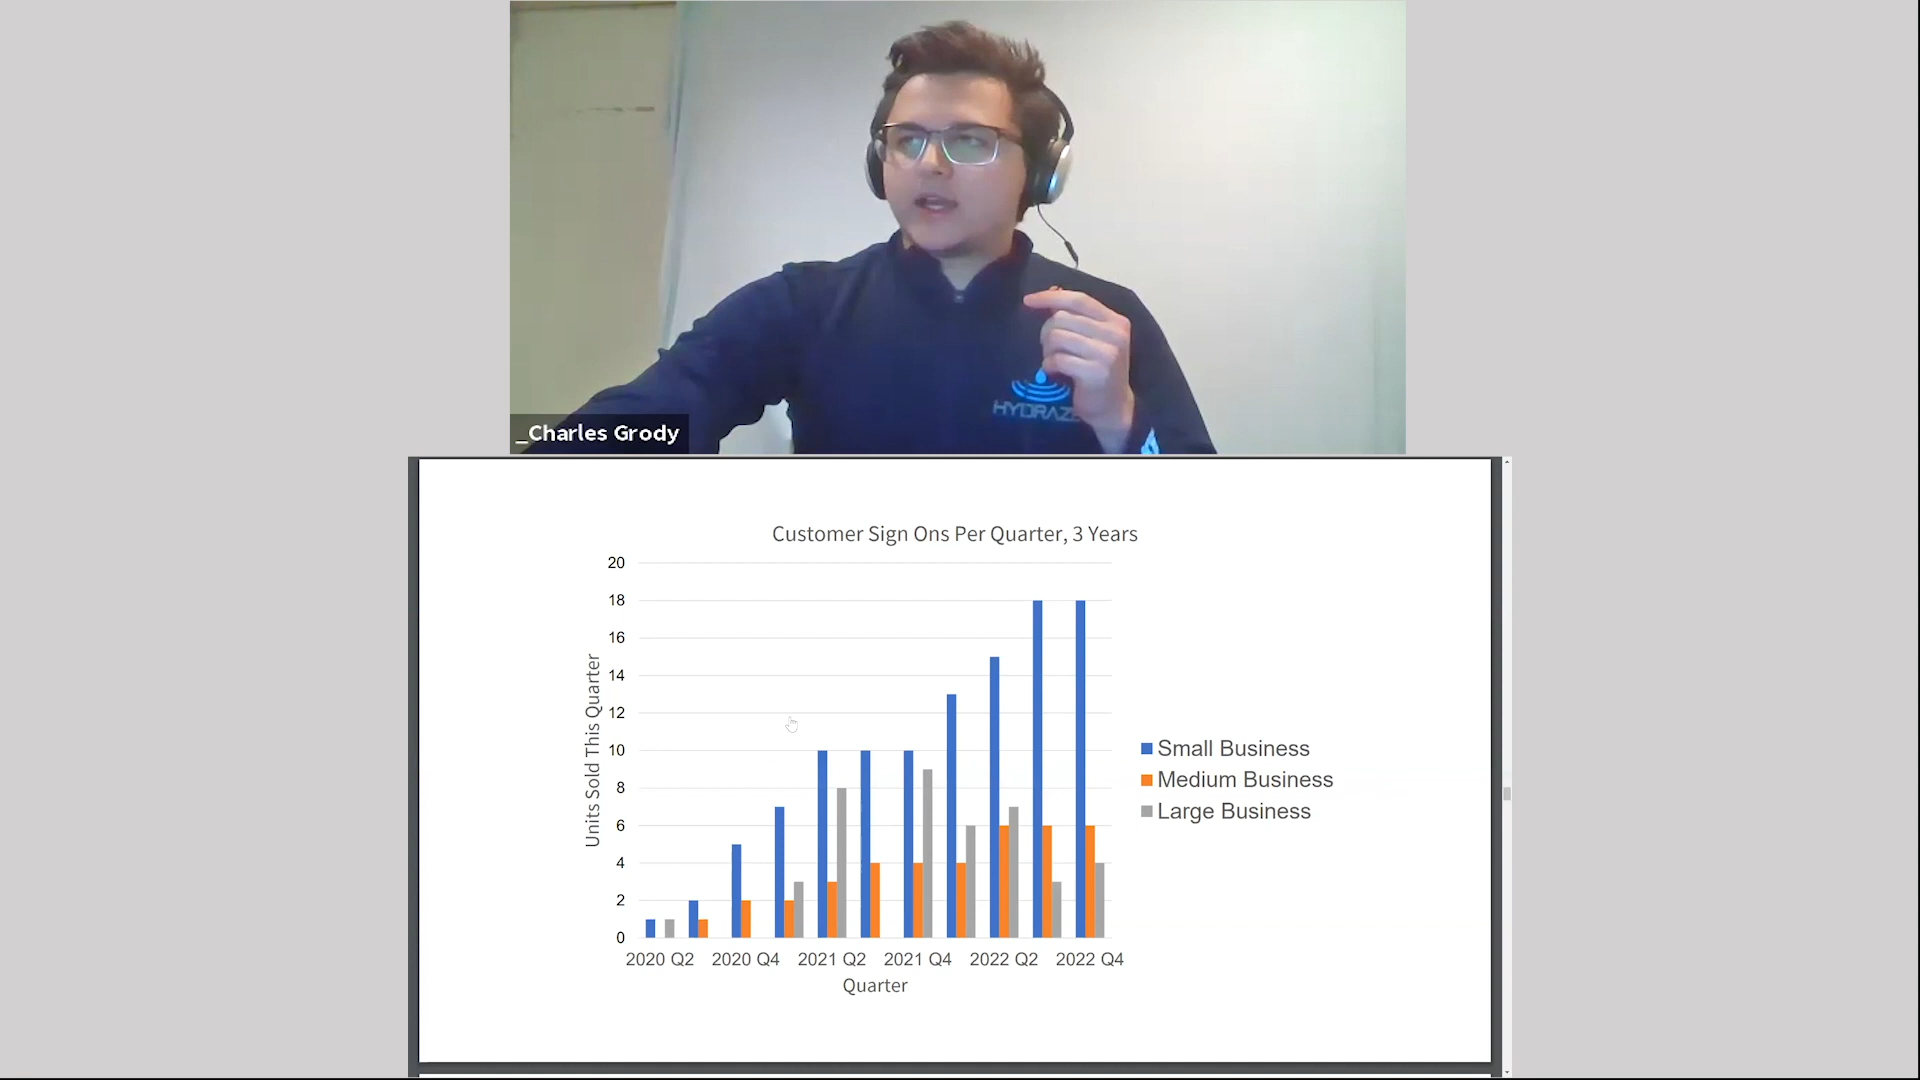 HYDRAZ
_Charles Grody
Customer Sign Ons Per Quarter, 3 Years
20
18
16
14
12
10
8
6
4
2
0
Units Sold This Quarter
2020 Q2 2020 Q4 2021 Q2 2021 Q4 2022 Q2 2022 Q4
Quarter
Small Business
Medium Business
Large Business